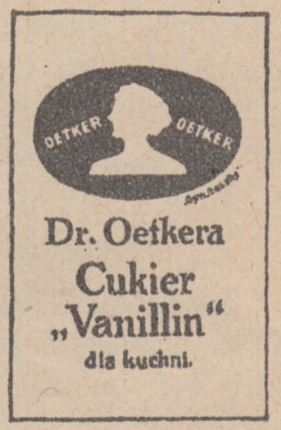 OETKER OETKER
Dr. Oetkera
Cukier
„Vanillin“
dla kuchni.